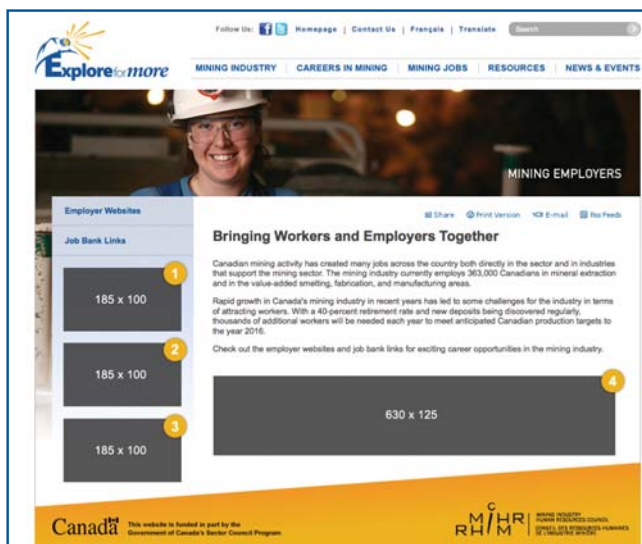 Follow Us: Homepage | Contact Us | Français | Translate Search
Explore for more
MINING INDUSTRY CAREERS IN MINING MINING JOBS RESOURCES NEWS & EVENTS
MINING EMPLOYERS
Employer Websites
Job Bank Links
1
185 x 100
2
185 x 100
3
185 x 100
Share Print Version E-mail Rss Feeds
Bringing Workers and Employers Together
Canadian mining activity has created many jobs across the country both directly in the sector and in industries
that support the mining sector. The mining industry currently employs 363,000 Canadians in mineral extraction
and in the value-added smelting, fabrication, and manufacturing areas.
Rapid growth in Canada's mining industry in recent years has led to some challenges for the industry in terms
of attracting workers. With a 40-percent retirement rate and new deposits being discovered regularly,
thousands of additional workers will be needed each year to meet anticipated Canadian production targets to
the year 2016.
Check out the employer websites and job bank links for exciting career opportunities in the mining industry.
4
630 x 125
Canada
This website is funded in part by the
Government of Canada's Sector Council Program
MiHR
RHiM
MINING INDUSTRY
HUMAN RESOURCES COUNCIL
CONSEIL DES RESSOURCES HUMAINES
DE L'INDUSTRIE MINIÈRE